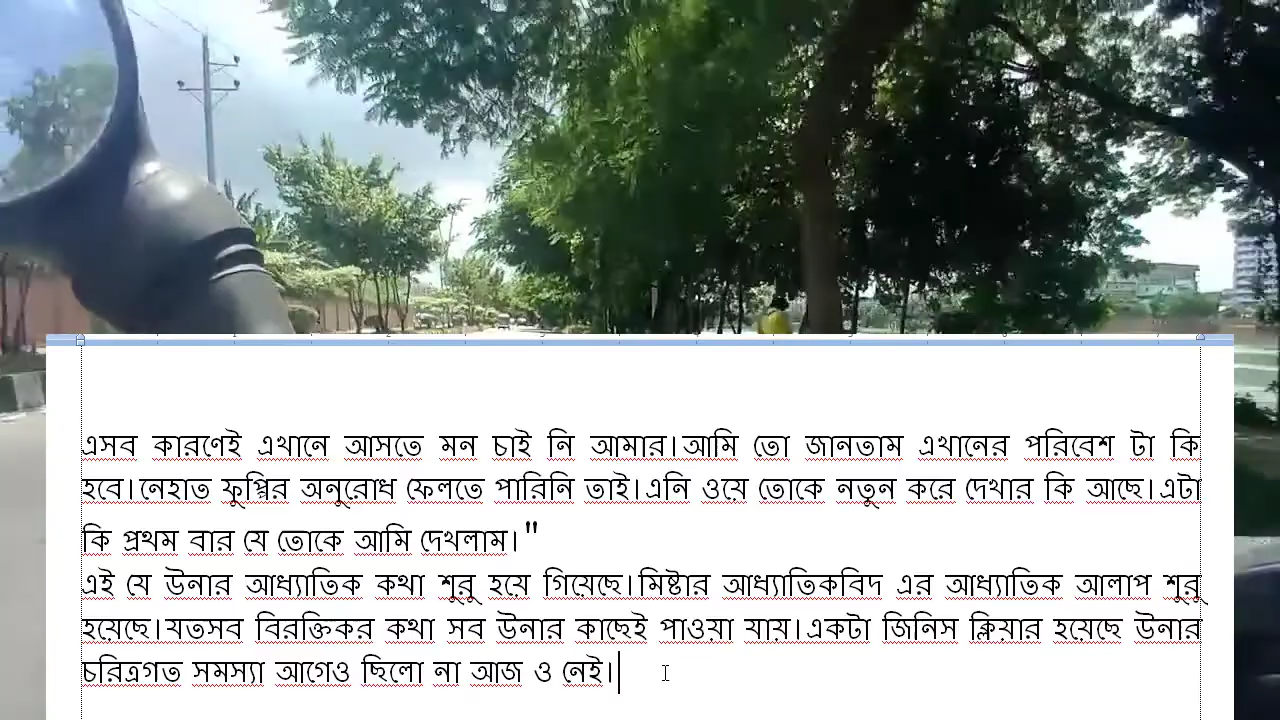 এসব কারণেই এখানে আসতে মন চাই নি আমার।আমি তো জানতাম এখানের পরিবেশ টা কি
হবে।নেহাত ফুপ্পির অনুরোধ ফেলতে পারিনি তাই।এনি ওয়ে তোকে নতুন করে দেখার কি আছে।এটা
কি প্রথম বার যে তোকে আমি দেখলাম।"
এই যে উনার আধ্যাতিক কথা শুরু হয়ে গিয়েছে।মিষ্টার আধ্যাতিকবিদ এর আধ্যাতিক আলাপ শুরু
হয়েছে।যতসব বিরক্তিকর কথা সব উনার কাছেই পাওয়া যায়।একটা জিনিস ক্লিয়ার হয়েছে উনার
চরিত্রগত সমস্যা আগেও ছিলো না আজ ও নেই।